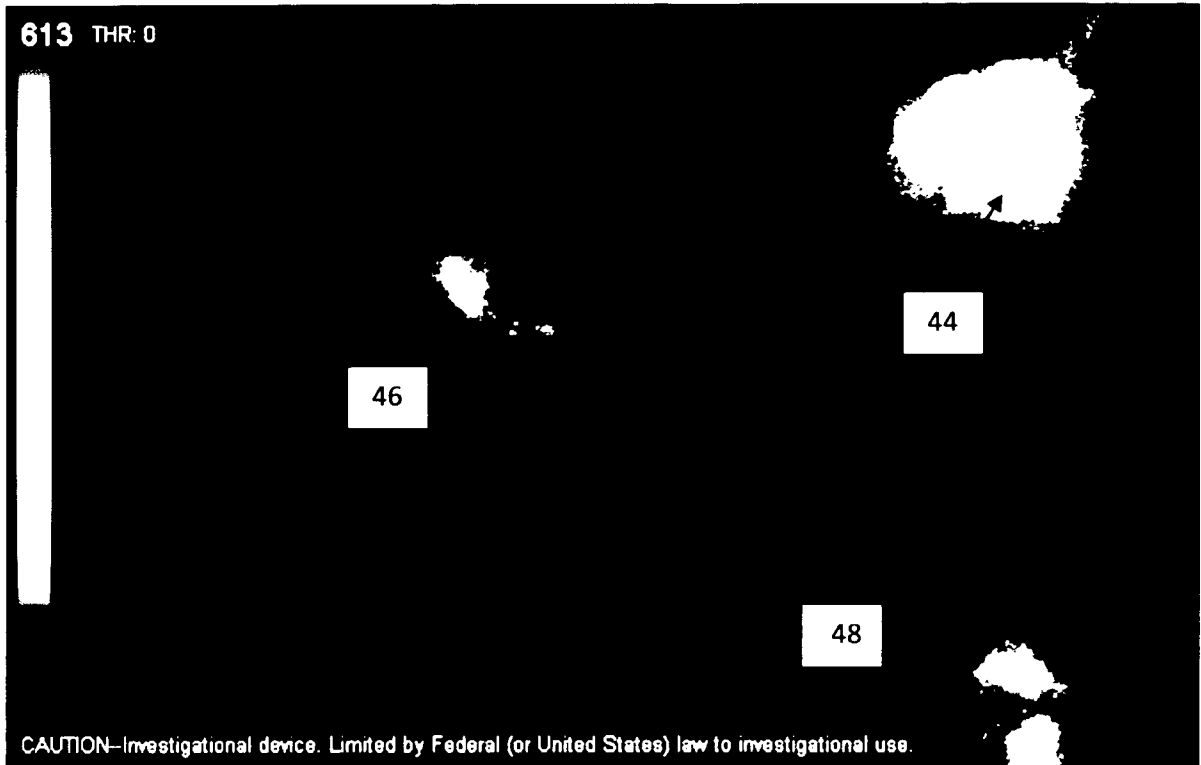 613 THR: 0
44
46
48
CAUTION--Investigational device. Limited by Federal (or United States) law to investigational use.